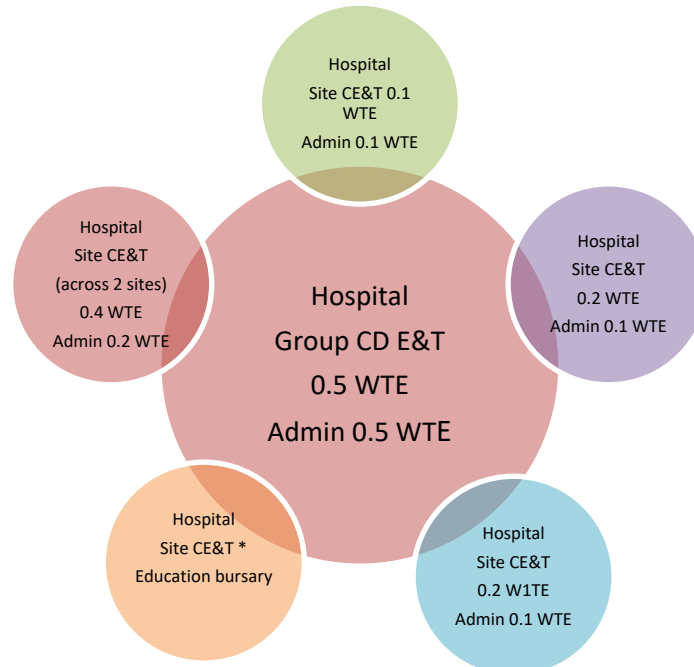 Hospital
Site CE&T 0.1
WTE
Admin 0.1 WTE
Hospital
Site CE&T
(across 2 sites)
0.4 WTE
Admin 0.2 WTE
Hospital
Site CE&T
0.2 WTE
Admin 0.1 WTE
Hospital
Group CD E&T
0.5 WTE
Admin 0.5 WTE
Hospital
Site CE&T *
Education bursary
Hospital
Site CE&T
0.2 W1TE
Admin 0.1 WTE